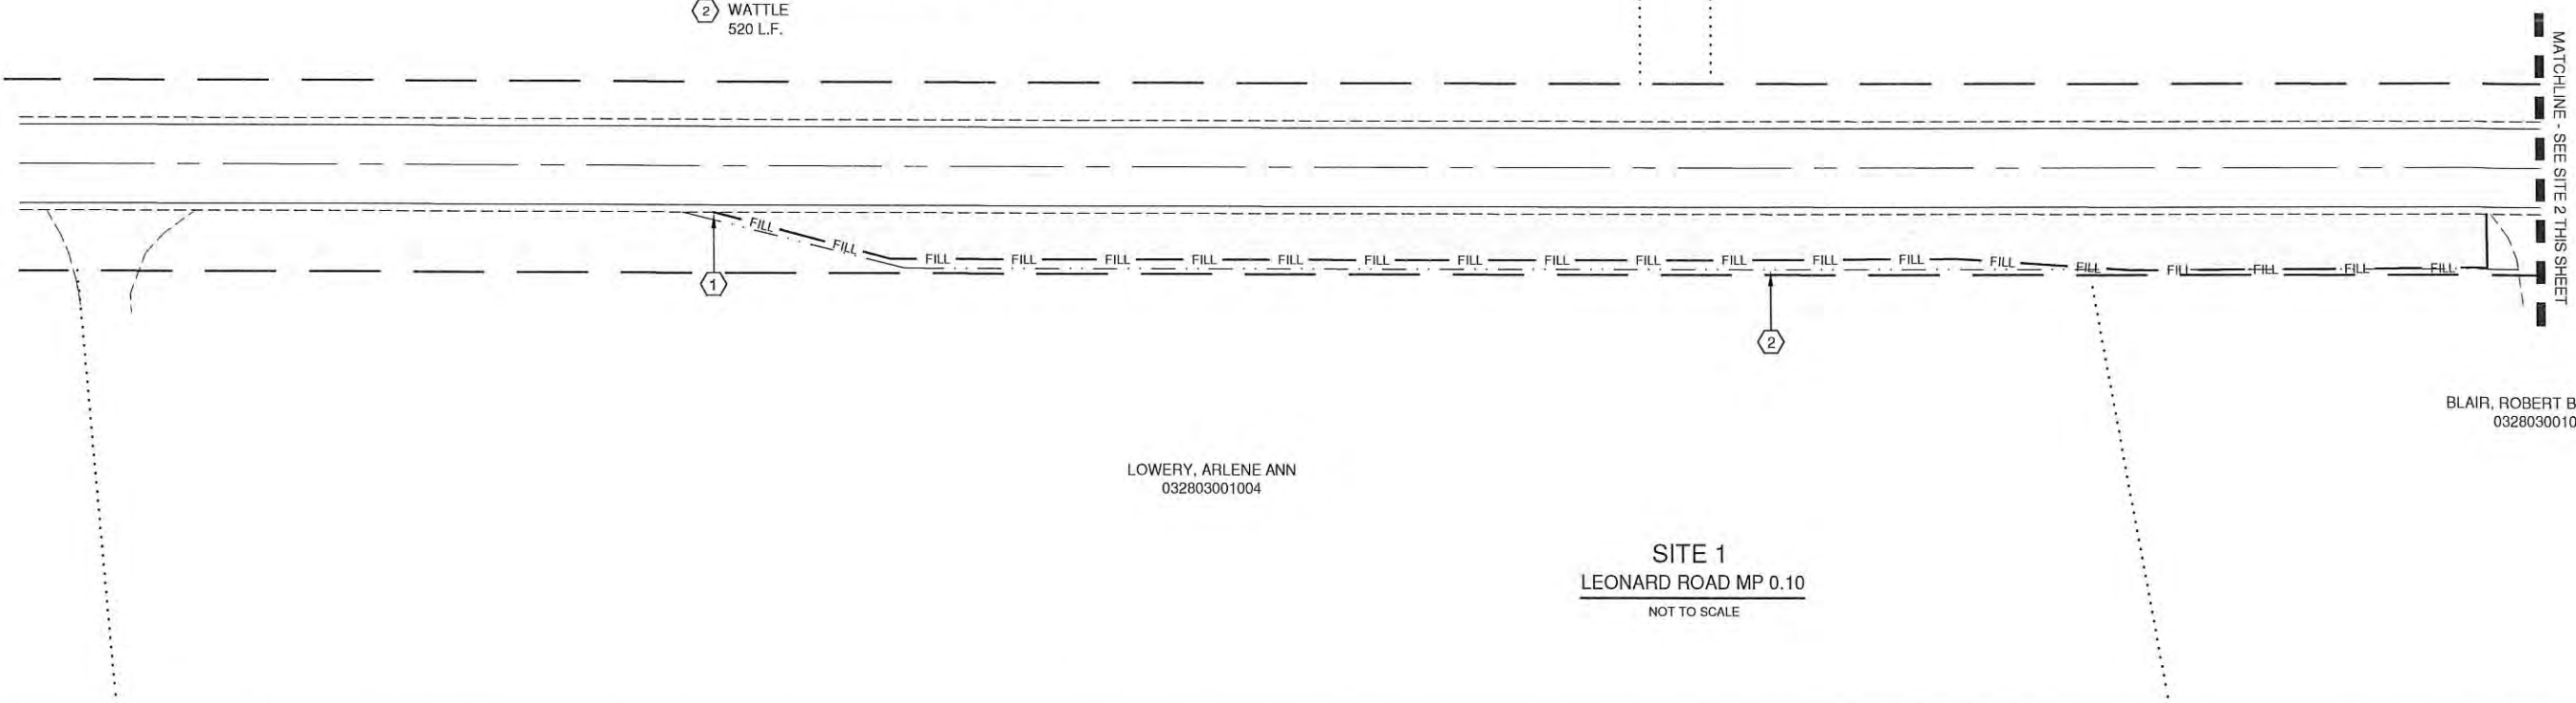 2 WATTLE
520 L.F.
MATCHLINE - SEE SITE 2 THIS SHEET
FILL
FILL
FILL FILL FILL FILL FILL FILL FILL FILL FILL FILL FILL FILL FILL FILL FILL FILL FILL FILL
1
2
BLAIR, ROBERT B
0328030010
LOWERY, ARLENE ANN
032803001004
SITE 1
LEONARD ROAD MP 0.10
NOT TO SCALE